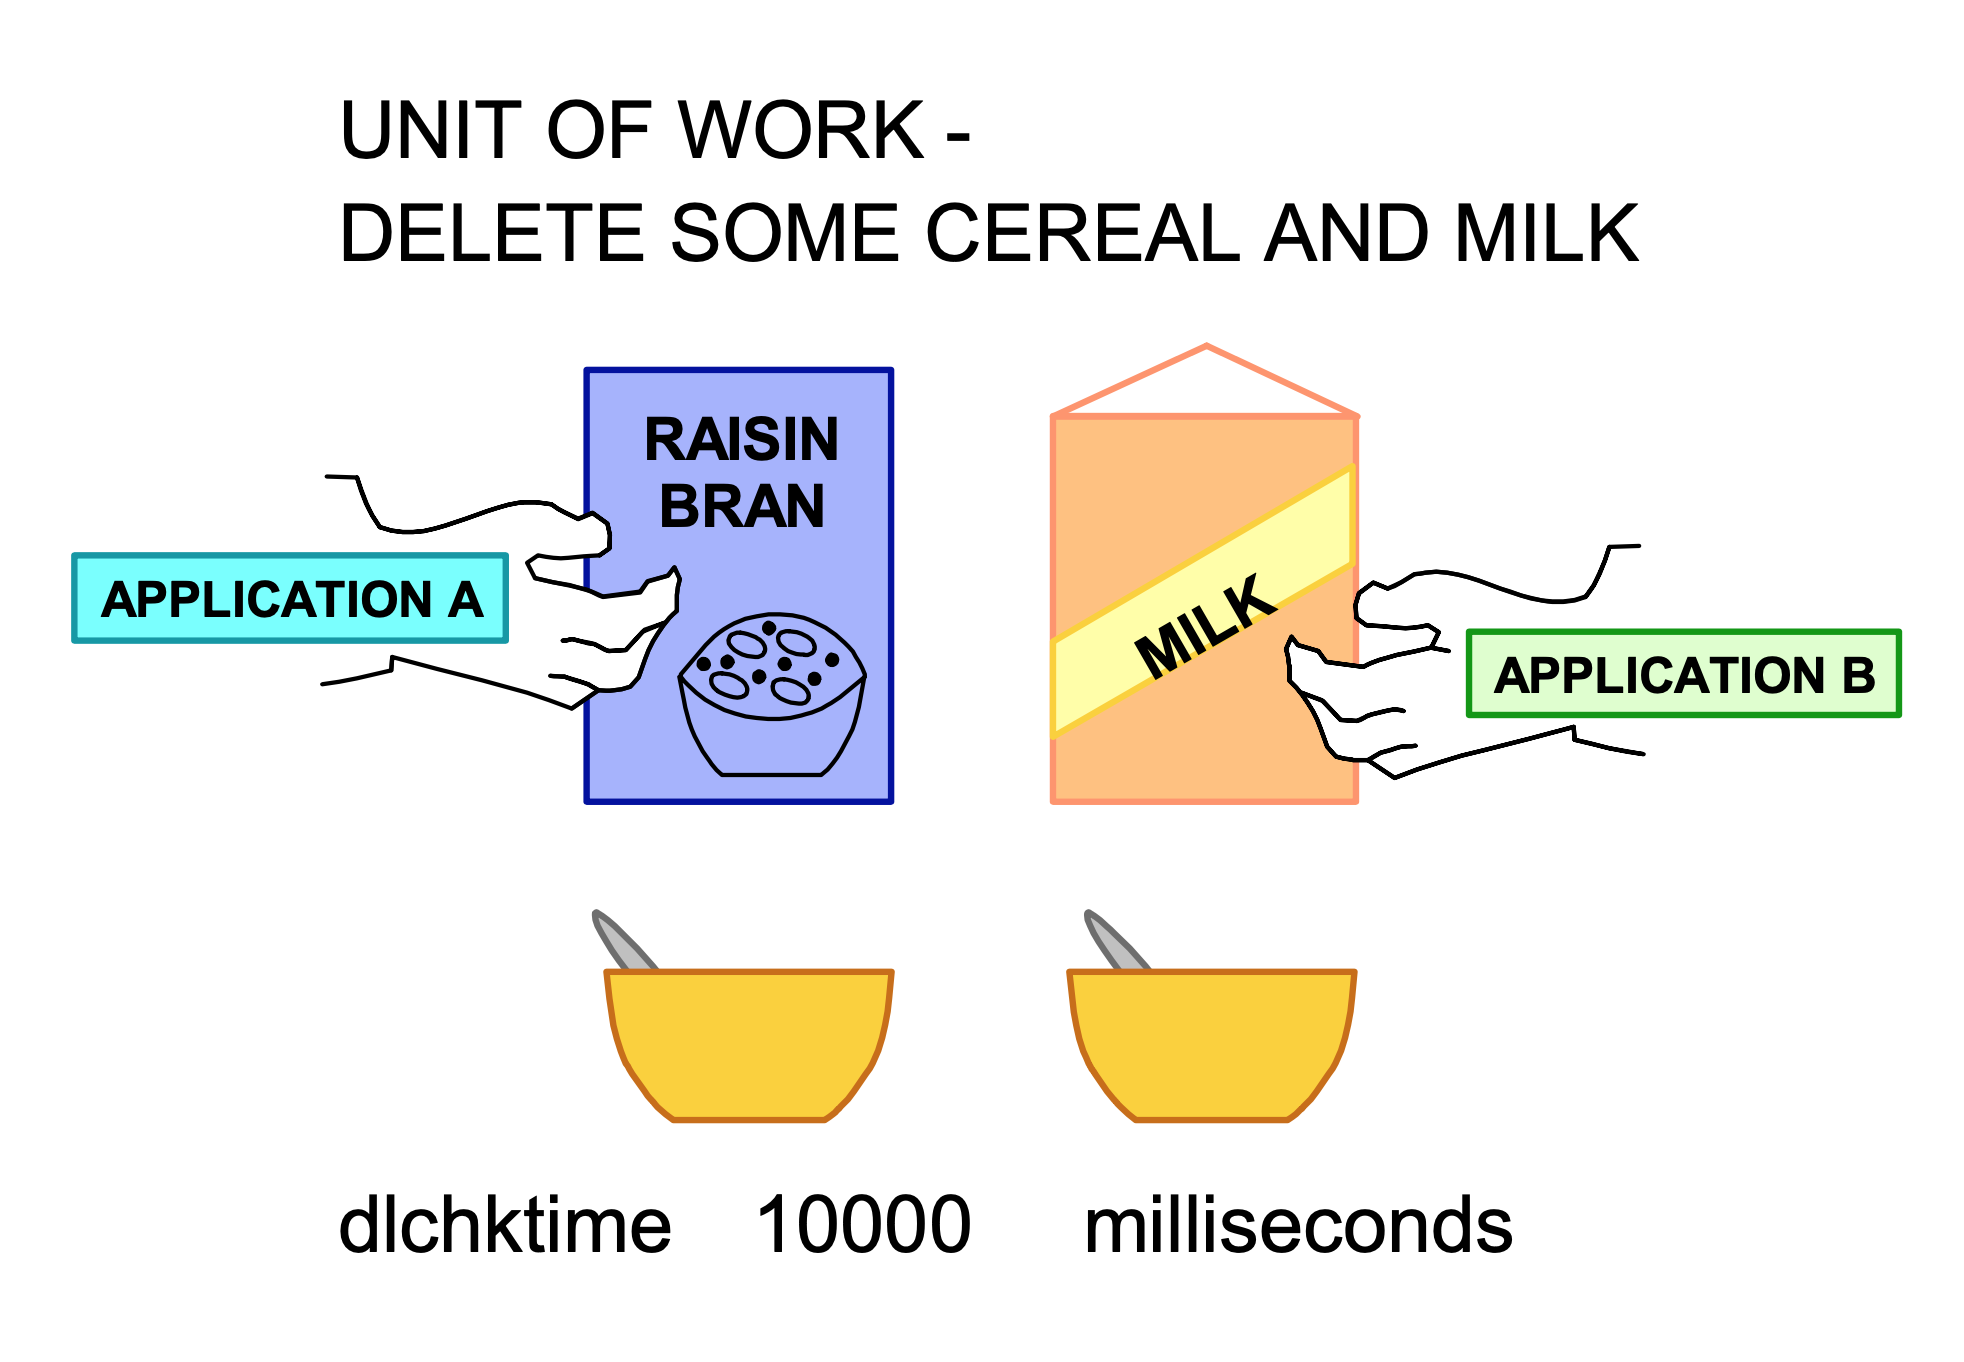 UNIT OF WORK -
DELETE SOME CEREAL AND MILK
RAISIN
BRAN
MILK
APPLICATION A
APPLICATION B
dlchktime 10000 milliseconds